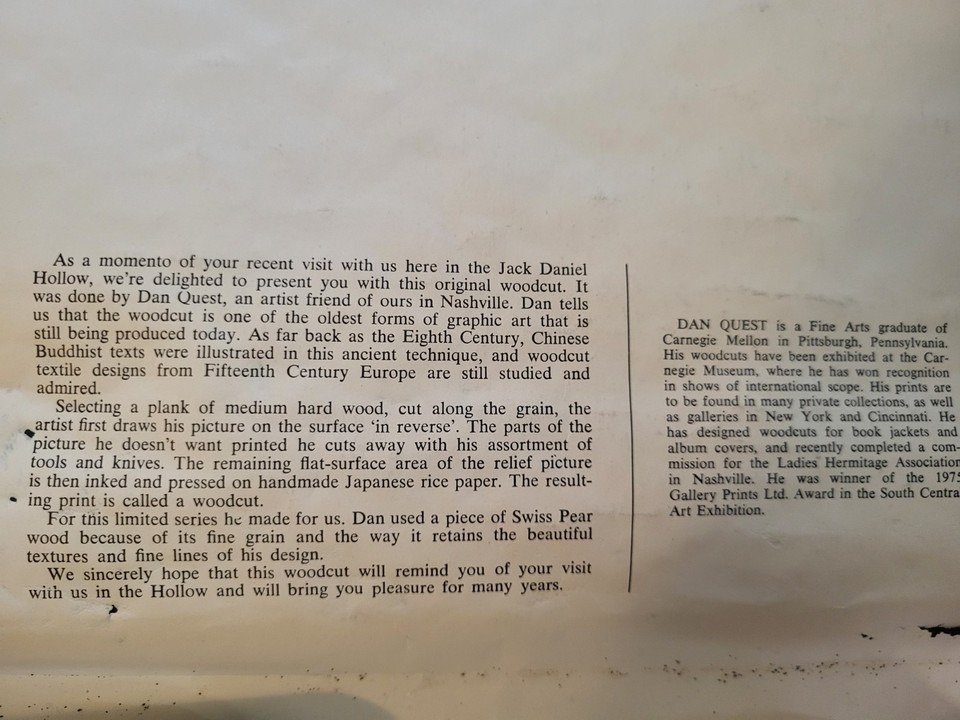 As a momento of your recent visit with us here in the Jack Daniel
Hollow, we're delighted to present you with this original woodcut. It
was done by Dan Quest, an artist friend of ours in Nashville. Dan tells
us that the woodcut is one of the oldest forms of graphic art that is
still being produced today. As far back as the Eighth Century, Chinese
Buddhist texts were illustrated in this ancient technique, and woodcut
textile designs from Fifteenth Century Europe are still studied and
admired.
Selecting a plank of medium hard wood, cut along the grain, the
artist first draws his picture on the surface 'in reverse'. The parts of the
picture he doesn't want printed he cuts away with his assortment of
tools and knives. The remaining flat-surface area of the relief picture
is then inked and pressed on handmade Japanese rice paper. The result-
ing print is called a woodcut.
For this limited series he made for us. Dan used a piece of Swiss Pear
wood because of its fine grain and the way it retains the beautiful
textures and fine lines of his design.
We sincerely hope that this woodcut will remind you of your visit
with us in the Hollow and will bring you pleasure for many years.
DAN QUEST is a Fine Arts graduate of
Carnegie Mellon in Pittsburgh, Pennsylvania.
His woodcuts have been exhibited at the Car-
negie Museum, where he has won recognition
in shows of international scope. His prints are
to be found in many private collections, as well
as galleries in New York and Cincinnati. He
has designed woodcuts for book jackets and
album covers, and recently completed a com-
mission for the Ladies Hermitage Association
in Nashville. He was winner of the 1975
Gallery Prints Ltd. Award in the South Centra
Art Exhibition.